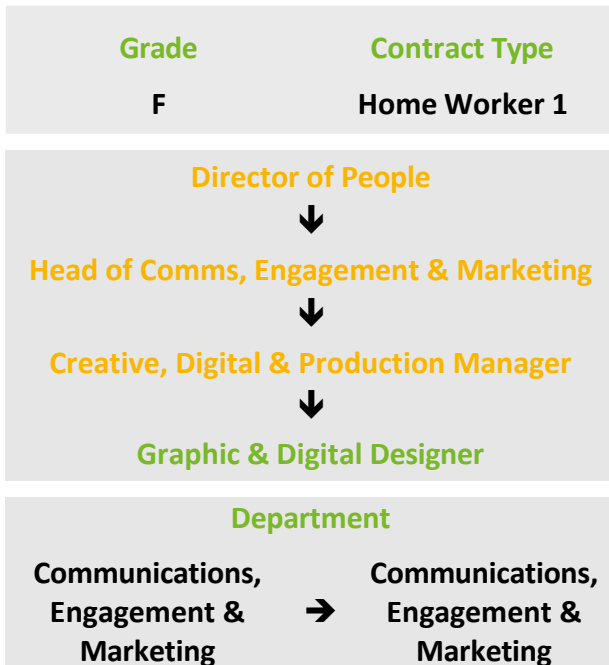 Grade Contract Type
F Home Worker 1
Director of People
↓
Head of Comms, Engagement & Marketing
↓
Creative, Digital & Production Manager
↓
Graphic & Digital Designer
Department
Communications, Engagement & Marketing → Communications, Engagement & Marketing